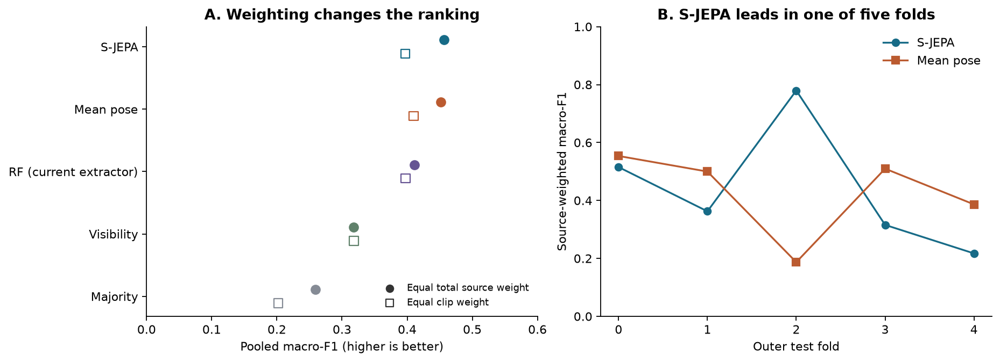 A. Weighting changes the ranking
S-JEPA
Mean pose
RF (current extractor)
Visibility
Majority
Equal total source weight
Equal clip weight
0.0 0.1 0.2 0.3 0.4 0.5 0.6
Pooled macro-F1 (higher is better)
B. S-JEPA leads in one of five folds
S-JEPA
Mean pose
Source-weighted macro-F1
1.0
0.8
0.6
0.4
0.2
0.0
0 1 2 3 4
Outer test fold